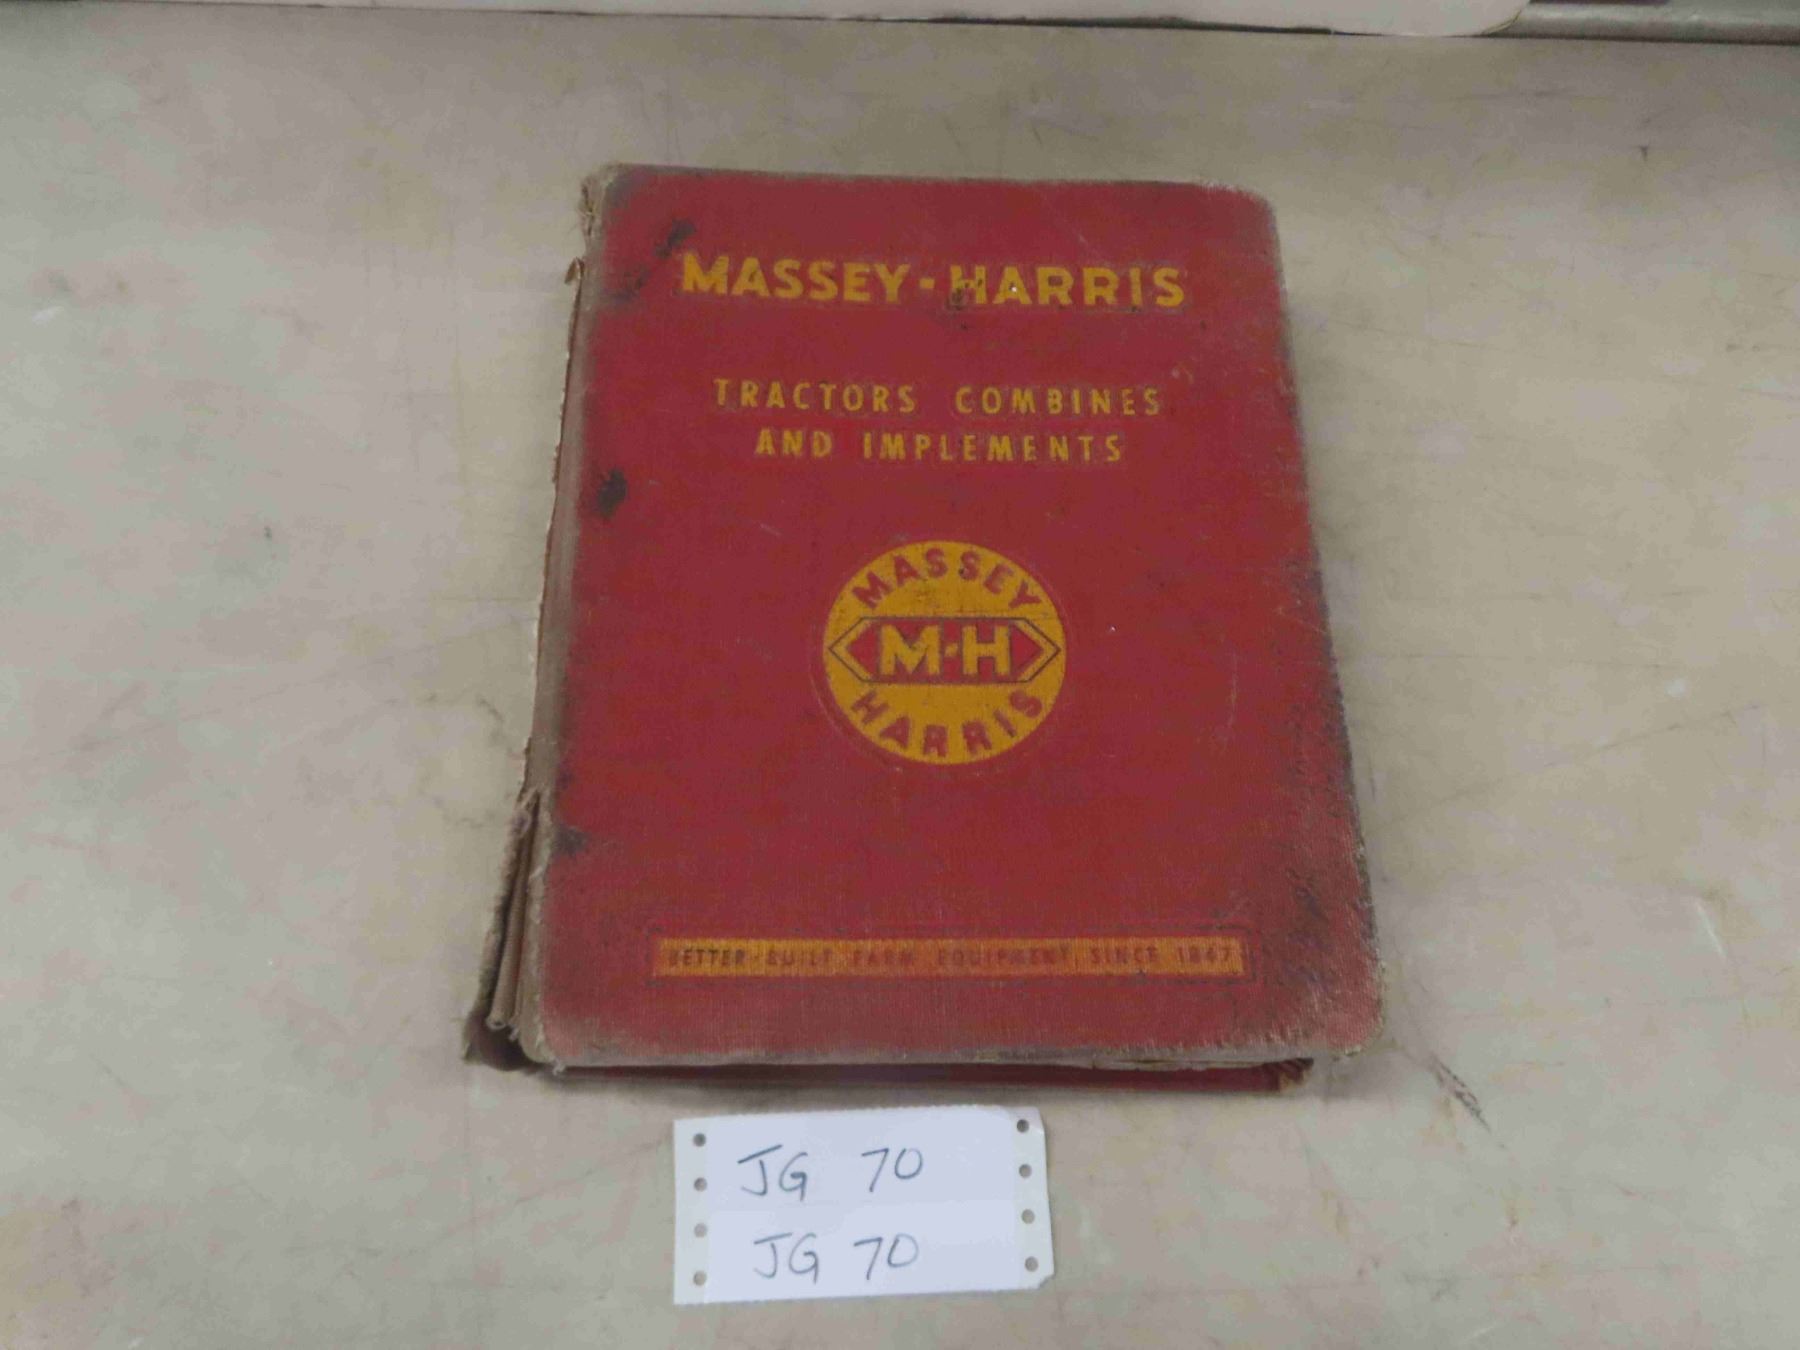 MASSEY-HARRIS
TRACTORS COMBINES
AND IMPLEMENTS
MASSEY
M-H
HARRIS
BETTER-BUILT FARM EQUIPMENT SINCE 1847
JG 70
JG 70